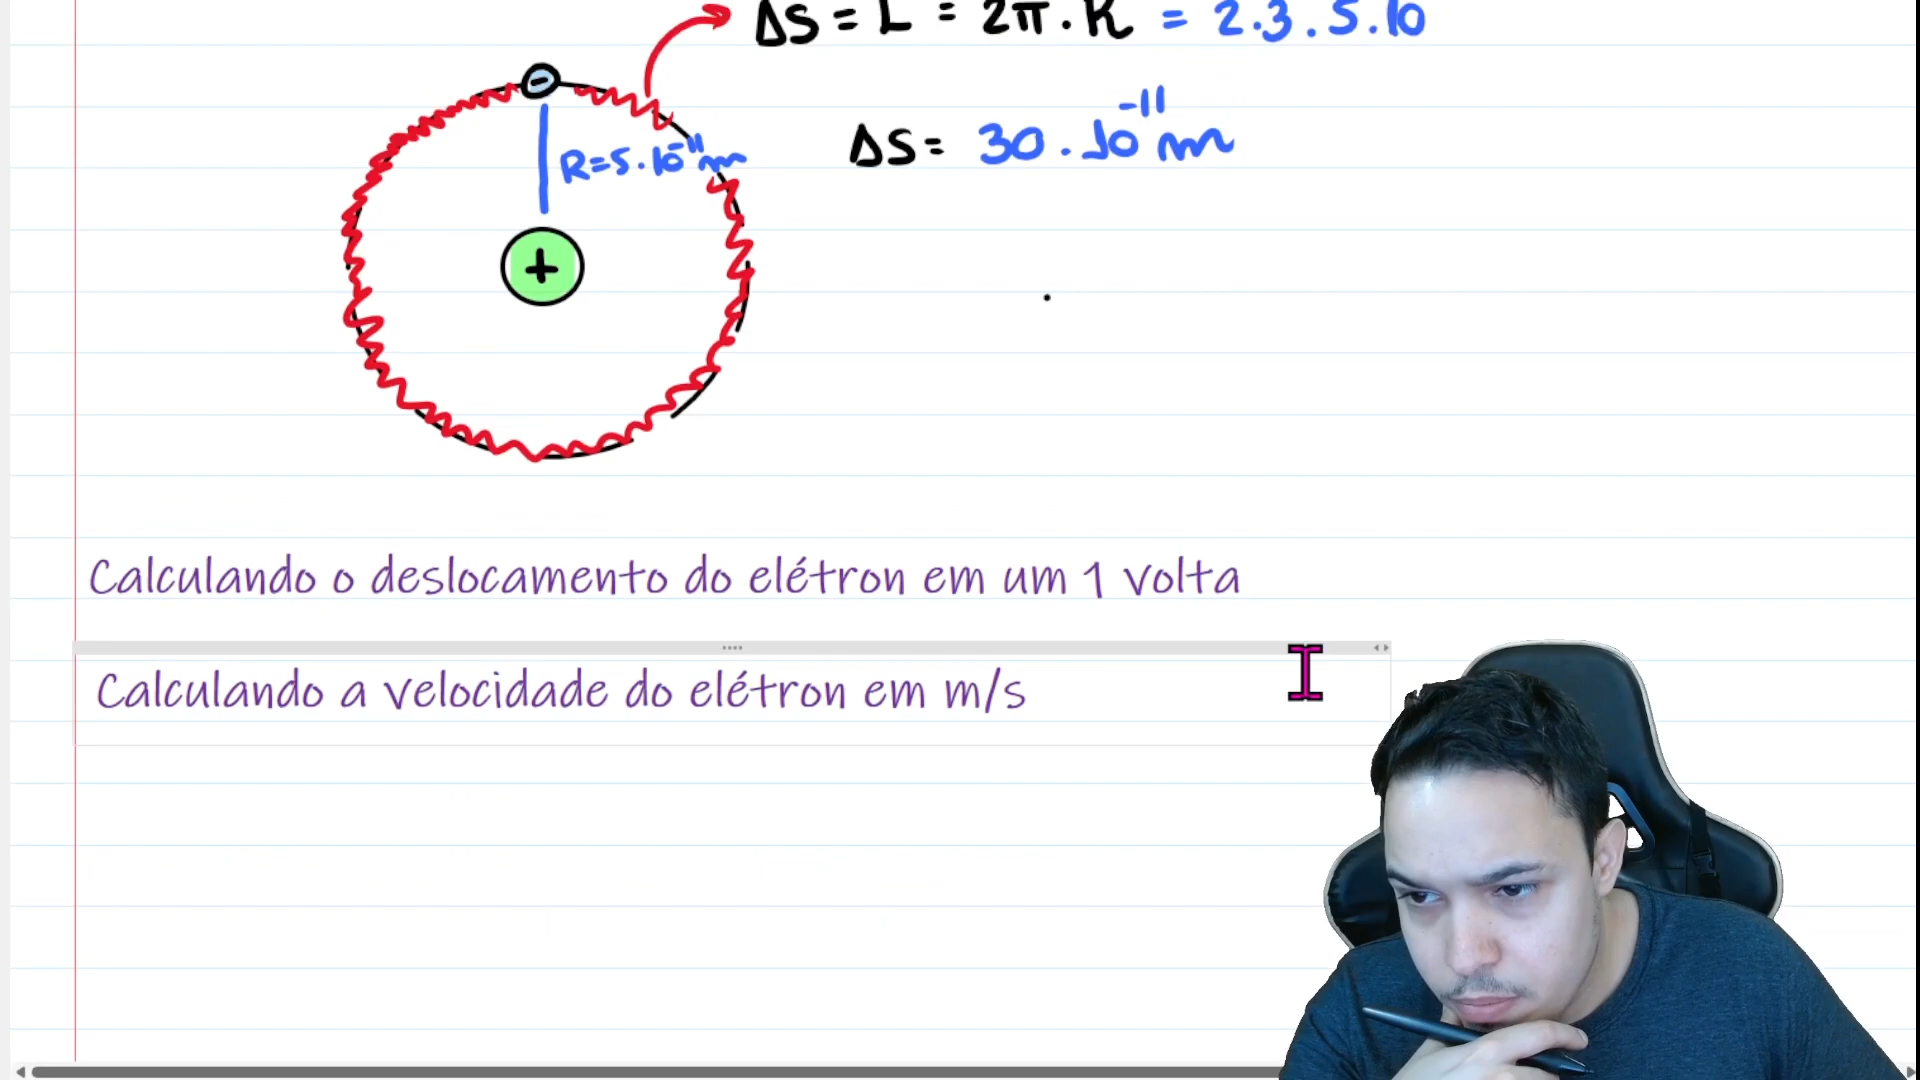 ΔS = L = 2π.R = 2.3.5.10
ΔS = 30.10⁻¹¹ m
-
R=5.10⁻¹¹m
+
Calculando o deslocamento do elétron em um 1 volta
Calculando a velocidade do elétron em m/s